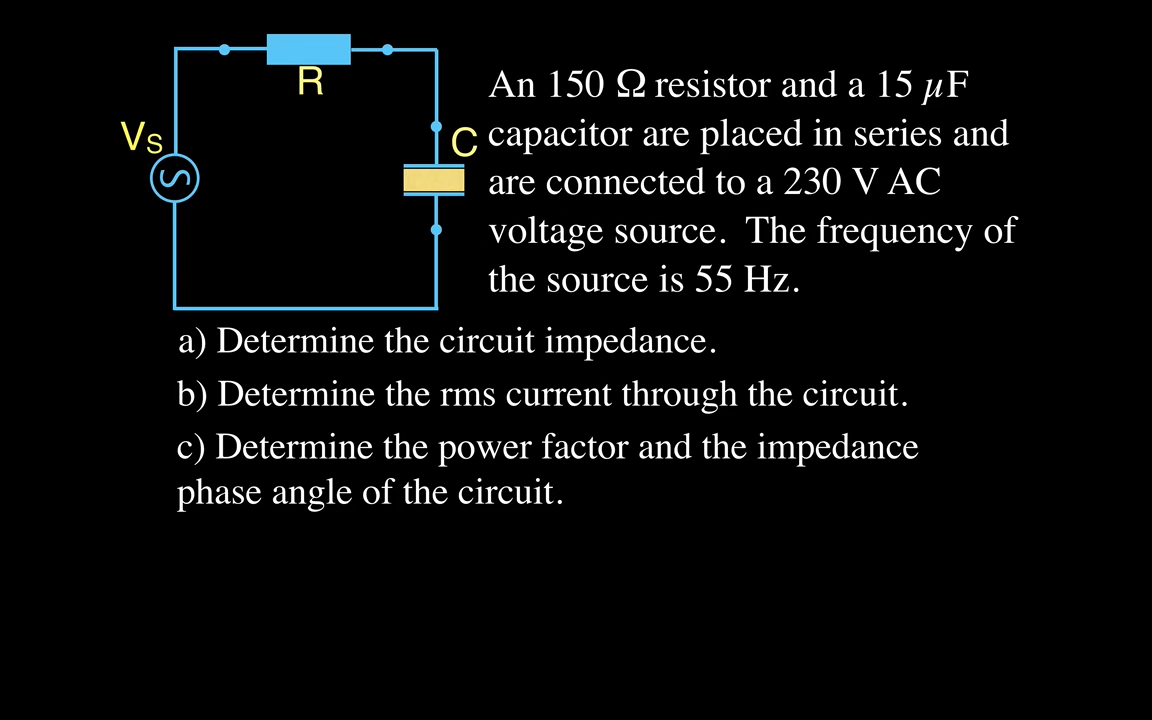 R
V_S
C
An 150 Ω resistor and a 15 µF
capacitor are placed in series and
are connected to a 230 V AC
voltage source. The frequency of
the source is 55 Hz.
a) Determine the circuit impedance.
b) Determine the rms current through the circuit.
c) Determine the power factor and the impedance
phase angle of the circuit.